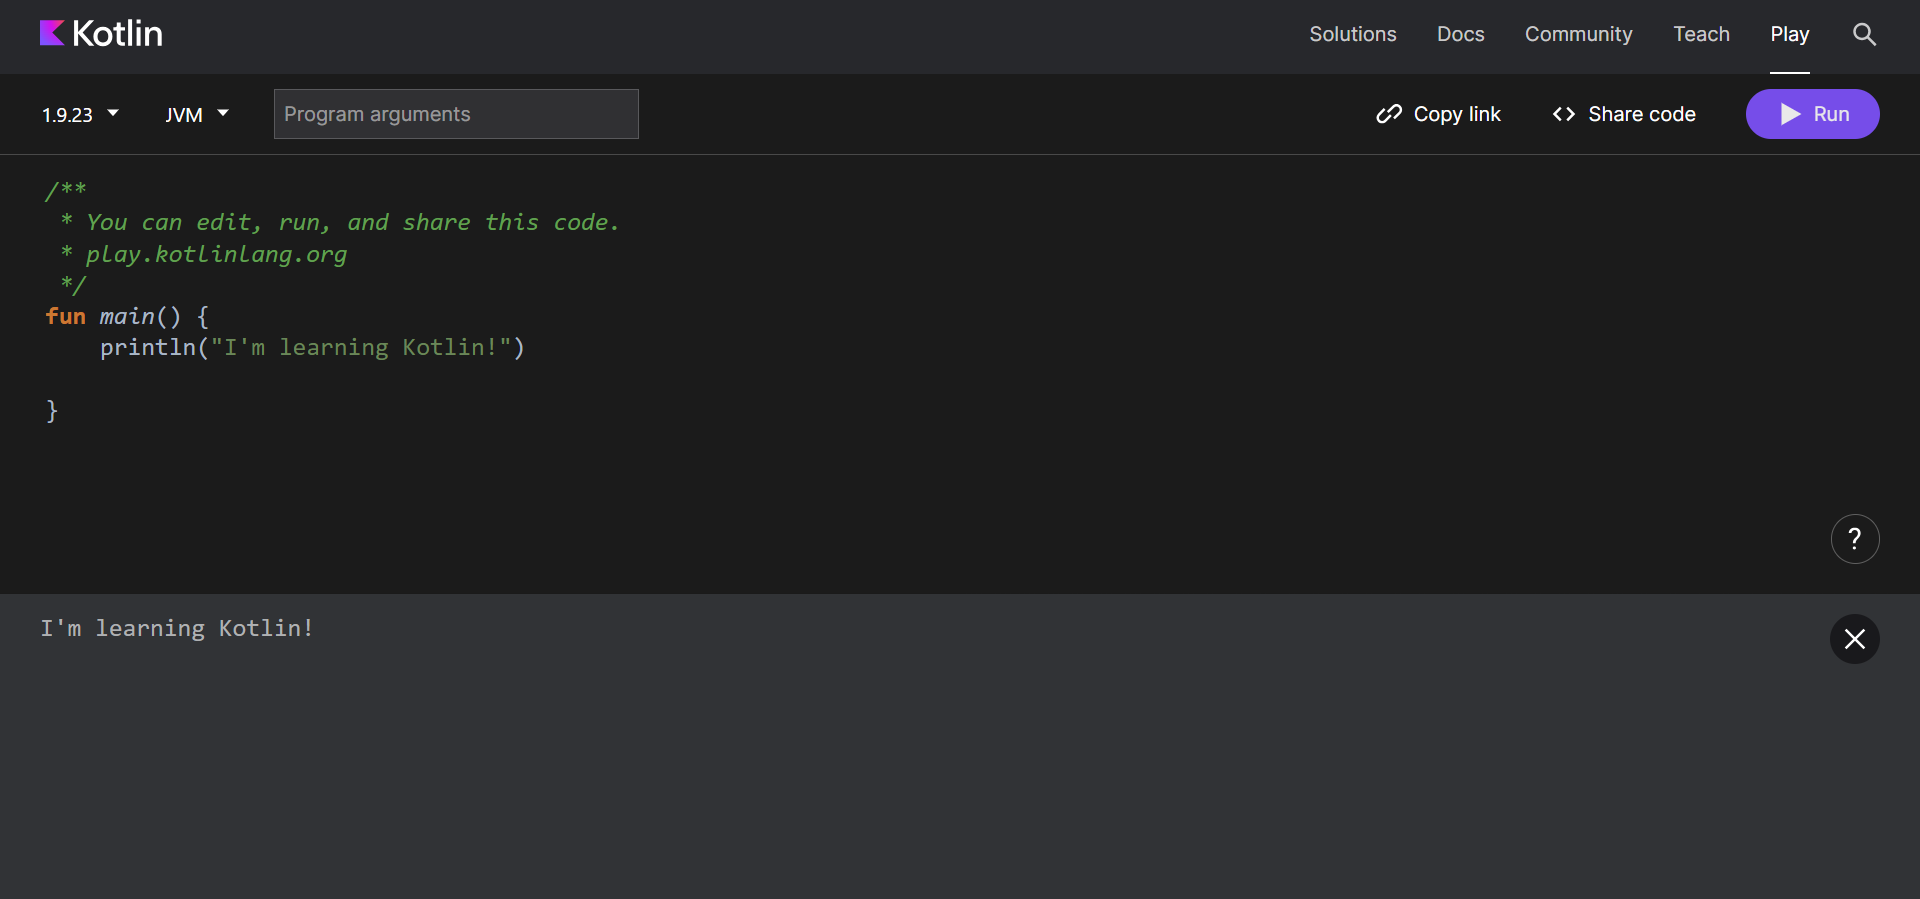 Kotlin
Solutions Docs Community Teach Play
1.9.23 JVM Program arguments Copy link <> Share code Run
/**
 * You can edit, run, and share this code.
 * play.kotlinlang.org
 */
fun main() {
    println("I'm learning Kotlin!")
}
?
I'm learning Kotlin!